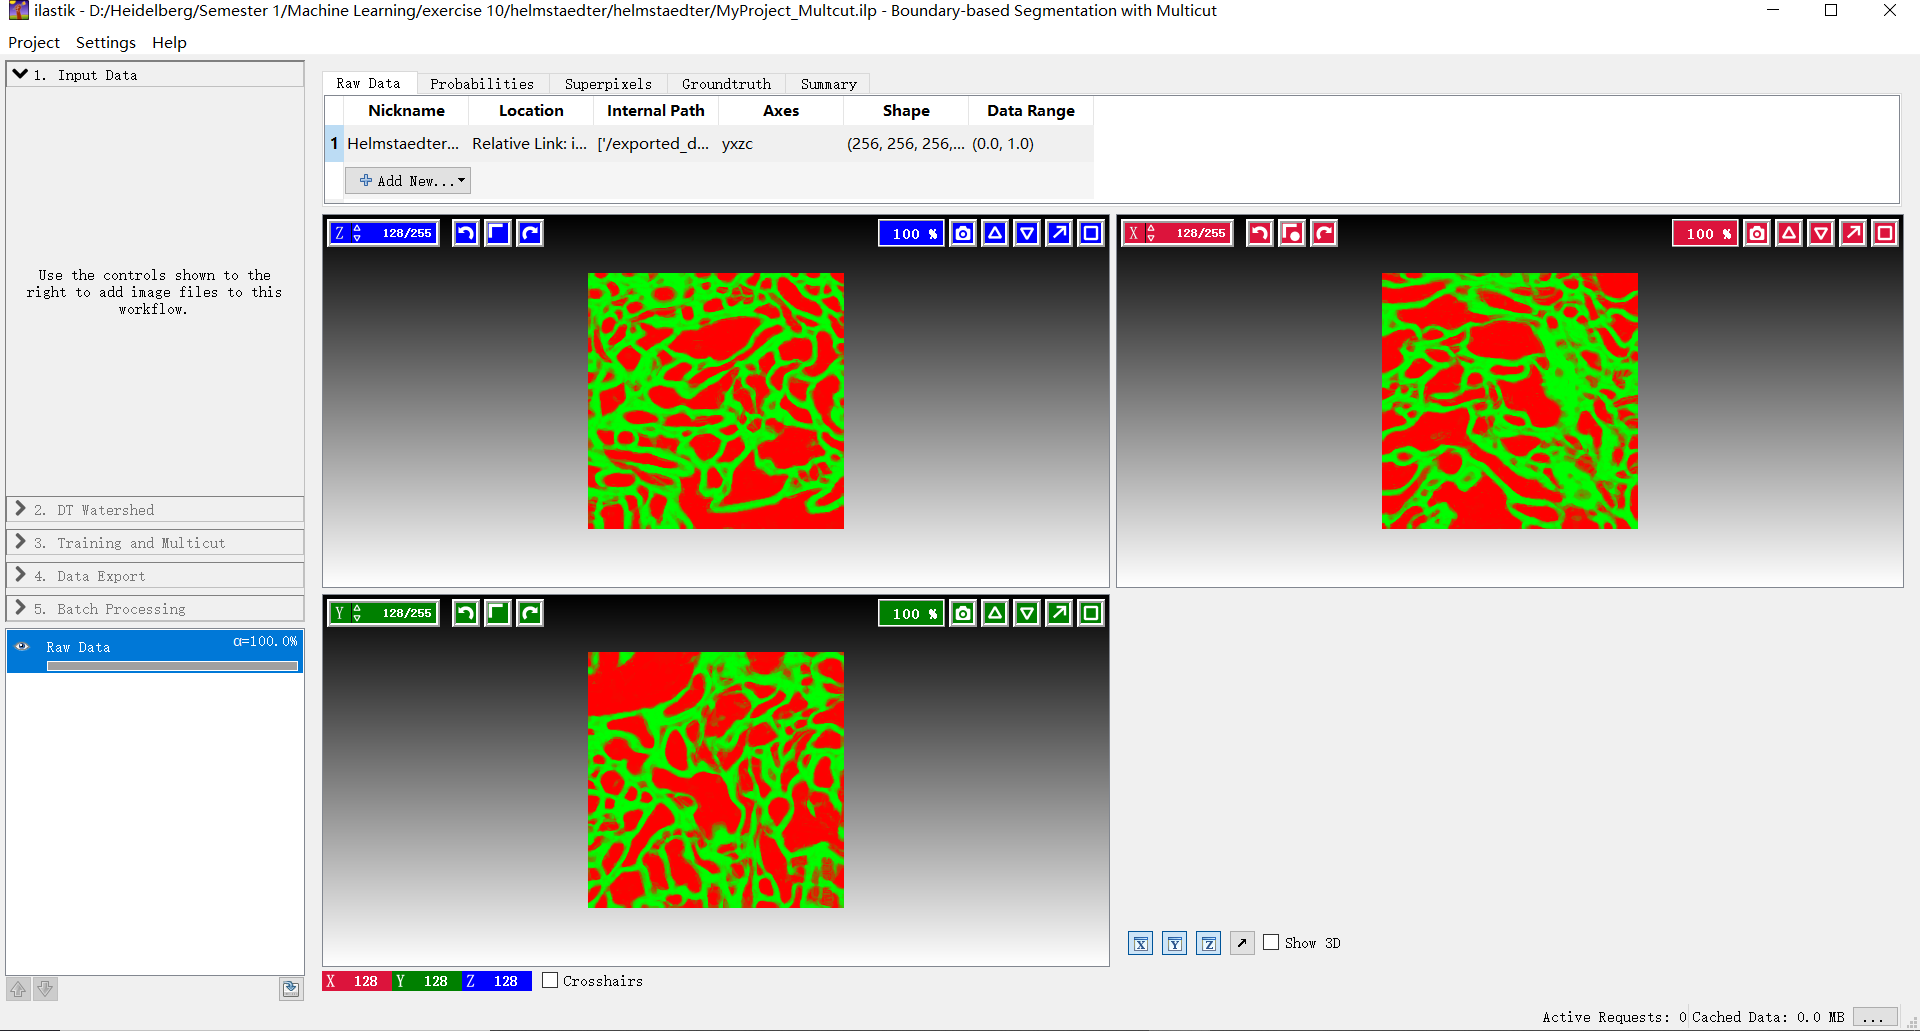 ilastik - D:/Heidelberg/Semester 1/Machine Learning/exercise 10/helmstaedter/helmstaedter/MyProject_Multcut.ilp - Boundary-based Segmentation with Multicut
Project Settings Help
1. Input Data
Use the controls shown to the
right to add image files to this
workflow.
2. DT Watershed
3. Training and Multicut
4. Data Export
5. Batch Processing
Raw Data α=100.0%
Raw Data Probabilities Superpixels Groundtruth Summary
Nickname Location Internal Path Axes Shape Data Range
1 Helmstaedter... Relative Link: i... ['/exported_d... yxzc (256, 256, 256,... (0.0, 1.0)
Add New...
Z 128/255 100 %
X 128/255 100 %
Y 128/255 100 %
X Y Z Show 3D
X 128 Y 128 Z 128 Crosshairs
Active Requests: 0 Cached Data: 0.0 MB ...